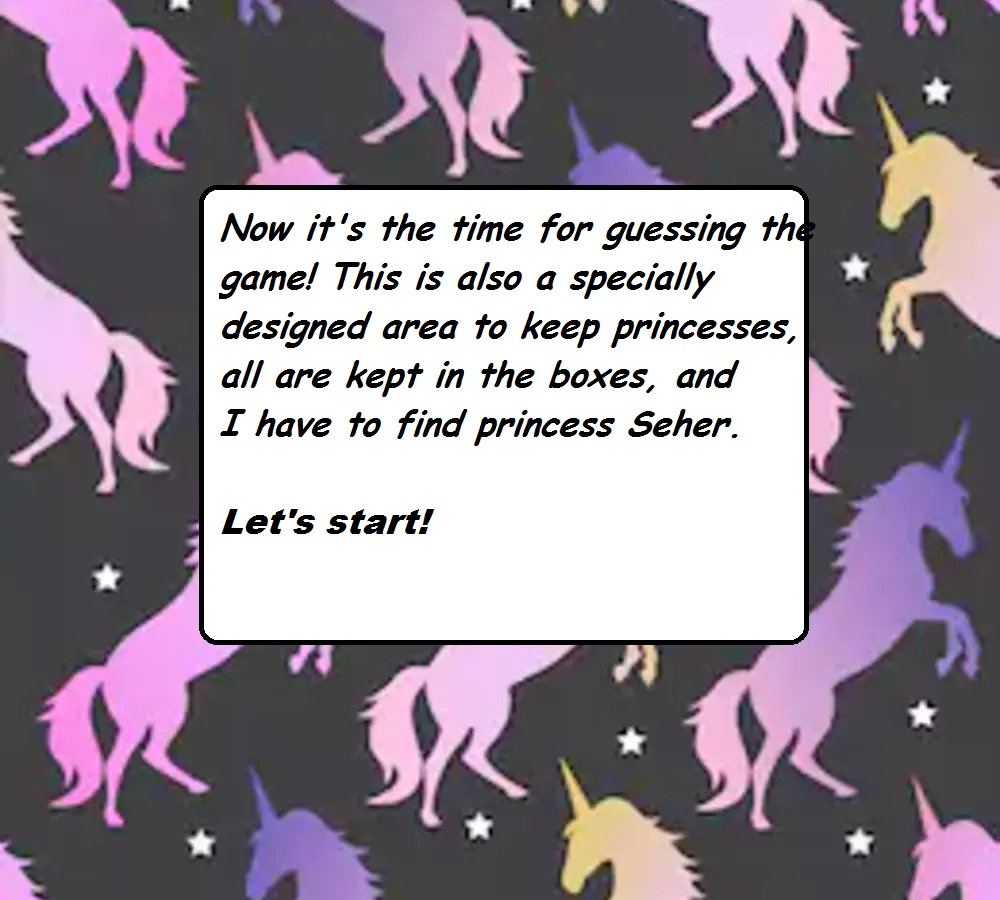 Now it's the time for guessing the
game! This is also a specially
designed area to keep princesses,
all are kept in the boxes, and
I have to find princess Seher.
Let's start!